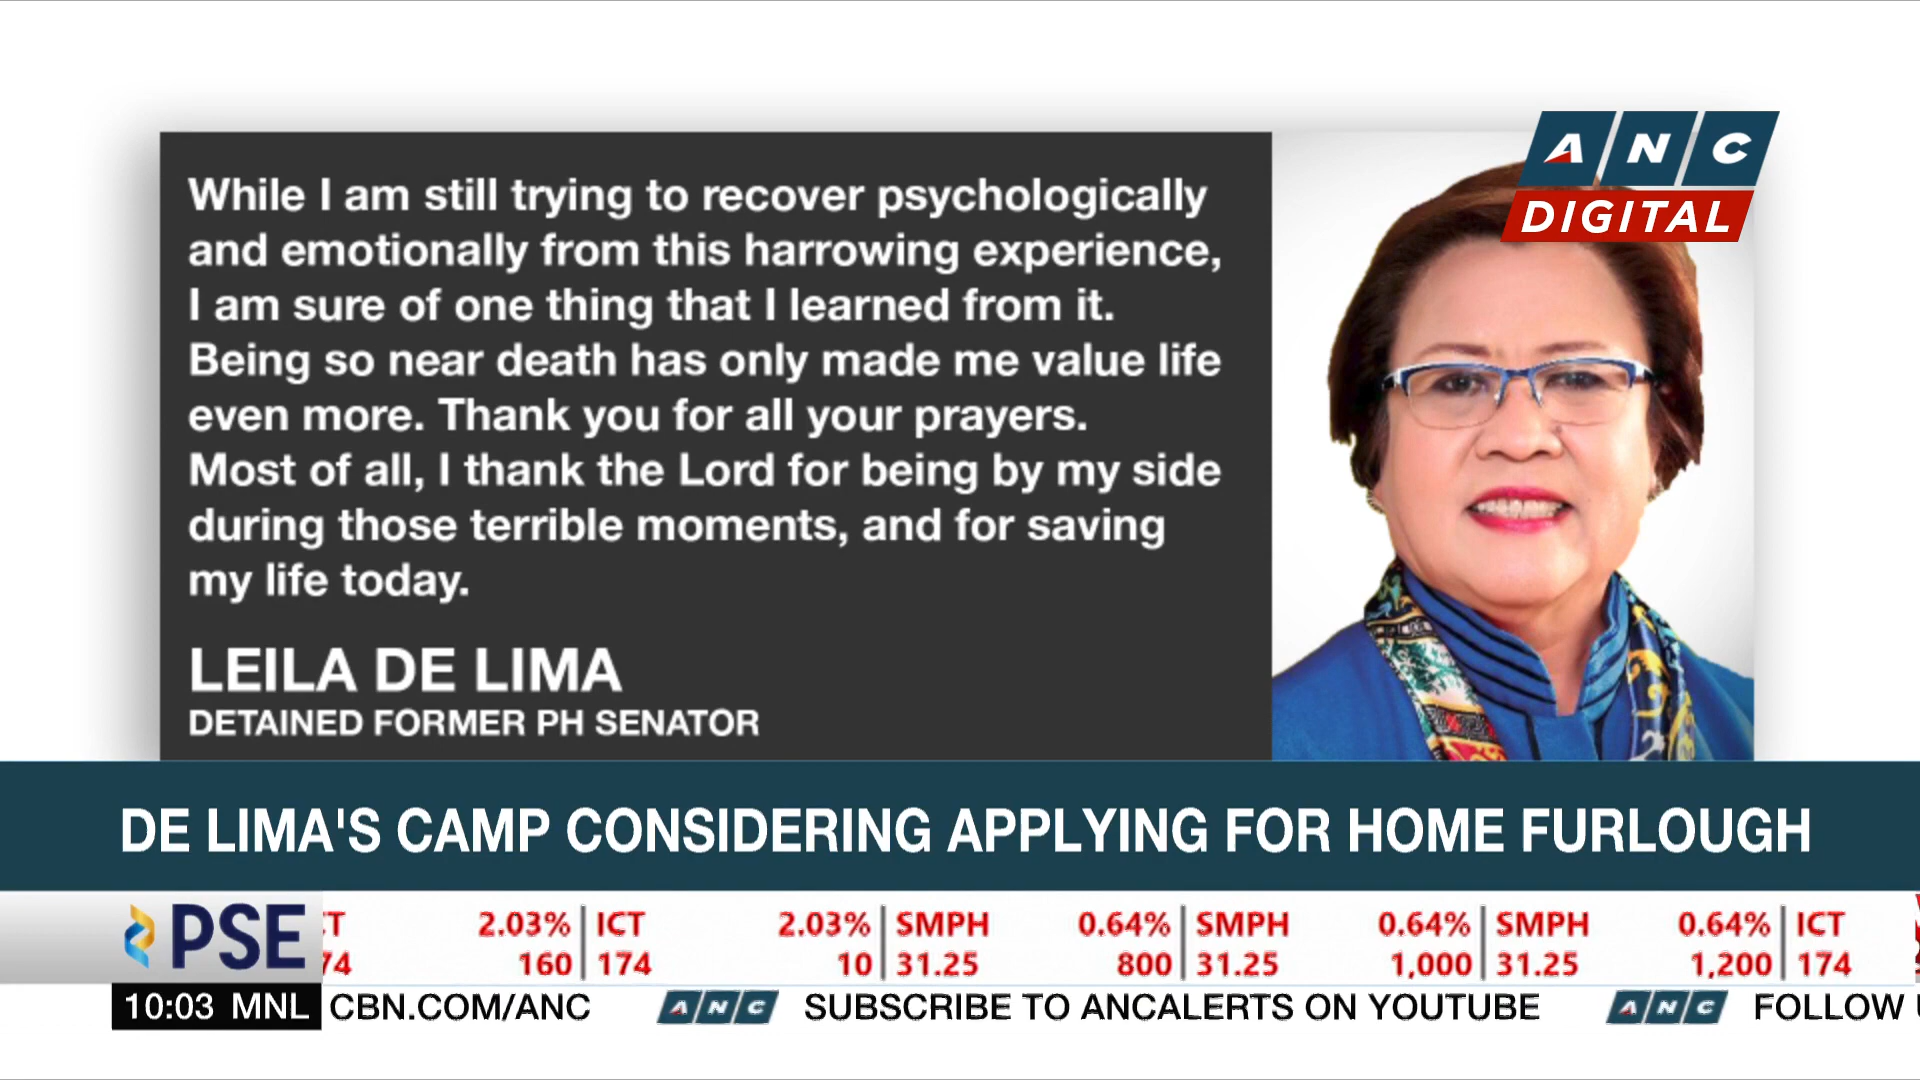 ANC
DIGITAL
While I am still trying to recover psychologically
and emotionally from this harrowing experience,
I am sure of one thing that I learned from it.
Being so near death has only made me value life
even more. Thank you for all your prayers.
Most of all, I thank the Lord for being by my side
during those terrible moments, and for saving
my life today.
LEILA DE LIMA
DETAINED FORMER PH SENATOR
DE LIMA'S CAMP CONSIDERING APPLYING FOR HOME FURLOUGH
PSE
CT 2.03% ICT 2.03% SMPH 0.64% SMPH 0.64% SMPH 0.64% ICT
74 160 174 10 31.25 800 31.25 1,000 31.25 1,200 174
10:03 MNL CBN.COM/ANC ANC SUBSCRIBE TO ANCALERTS ON YOUTUBE ANC FOLLOW